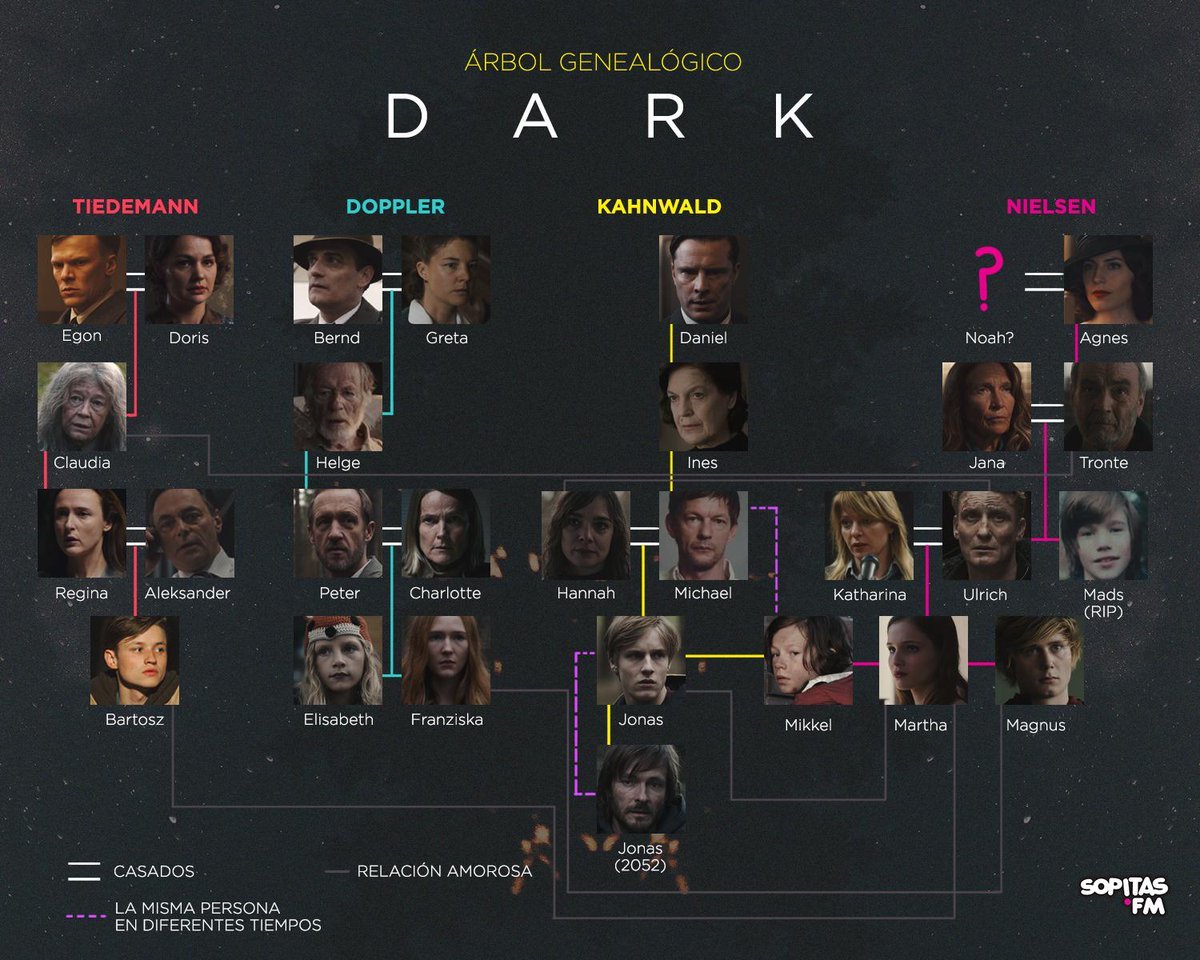 ÁRBOL GENEALÓGICO
DARK
TIEDEMANN
DOPPLER
KAHNWALD
NIELSEN
?
Egon
Doris
Bernd
Greta
Daniel
Noah?
Agnes
Claudia
Helge
Ines
Jana
Tronte
Regina
Aleksander
Peter
Charlotte
Hannah
Michael
Katharina
Ulrich
Mads
(RIP)
Bartosz
Elisabeth
Franziska
Jonas
Mikkel
Martha
Magnus
Jonas
(2052)
CASADOS
RELACIÓN AMOROSA
LA MISMA PERSONA
EN DIFERENTES TIEMPOS
SOPITAS
.FM